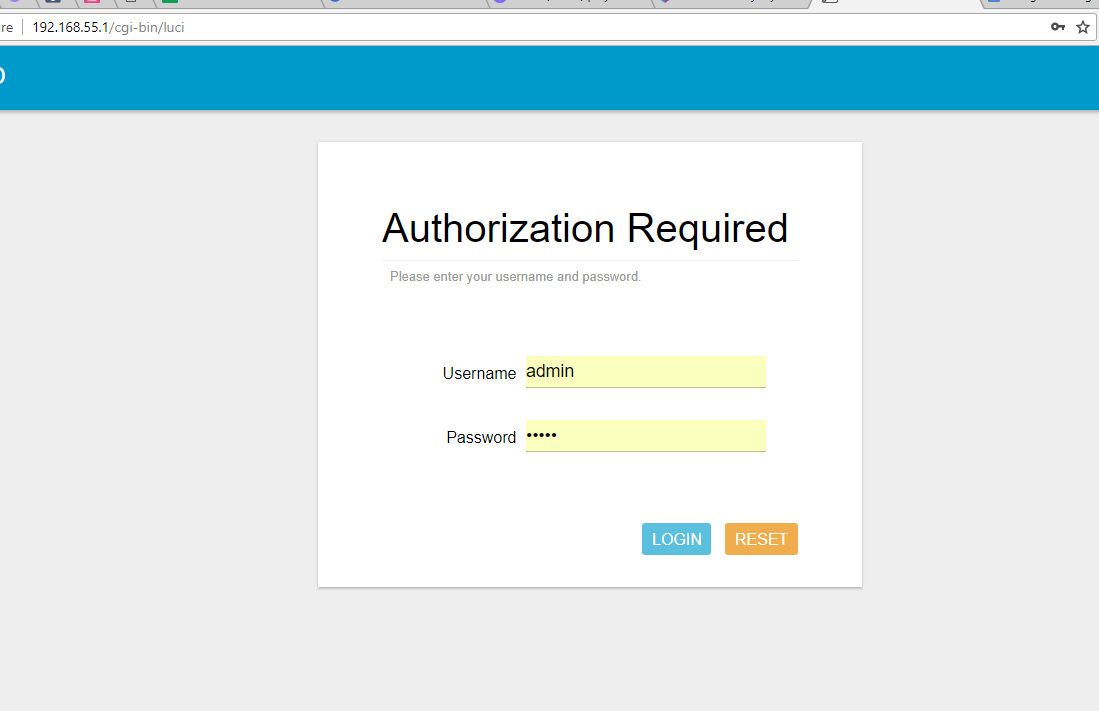 re 192.168.55.1/cgi-bin/luci
Authorization Required
Please enter your username and password.
Username admin
Password •••••
LOGIN RESET